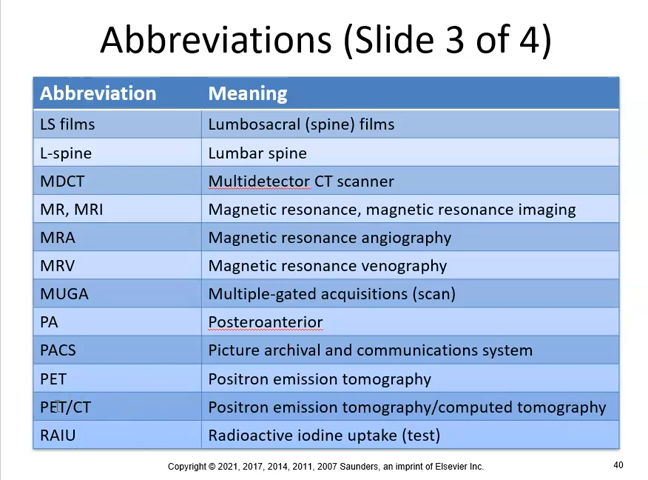 Abbreviations (Slide 3 of 4)
Abbreviation Meaning
LS films Lumbosacral (spine) films
L-spine Lumbar spine
MDCT Multidetector CT scanner
MR, MRI Magnetic resonance, magnetic resonance imaging
MRA Magnetic resonance angiography
MRV Magnetic resonance venography
MUGA Multiple-gated acquisitions (scan)
PA Posteroanterior
PACS Picture archival and communications system
PET Positron emission tomography
PET/CT Positron emission tomography/computed tomography
RAIU Radioactive iodine uptake (test)
Copyright © 2021, 2017, 2014, 2011, 2007 Saunders, an imprint of Elsevier Inc. 40